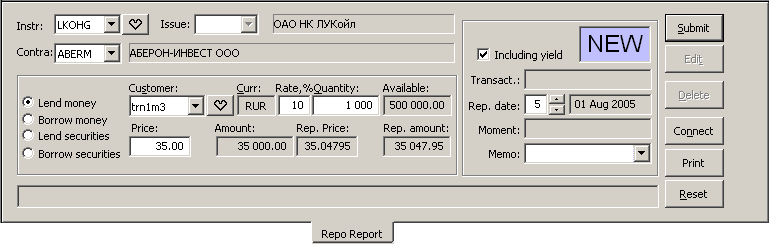 Instr: LKOHG Issue: ОАО НК ЛУКойл
Contra: ABERM АБЕРОН-ИНВЕСТ ООО
Including yield NEW
Submit
Edit
Delete
Connect
Print
Reset
Transact.:
Rep. date: 5 01 Aug 2005
Moment:
Memo:
Lend money
Borrow money
Lend securities
Borrow securities
Customer: Curr: Rate,% Quantity: Available:
trn1m3 RUR 10 1 000 500 000.00
Price: Amount: Rep. Price: Rep. amount:
35.00 35 000.00 35.04795 35 047.95
Repo Report